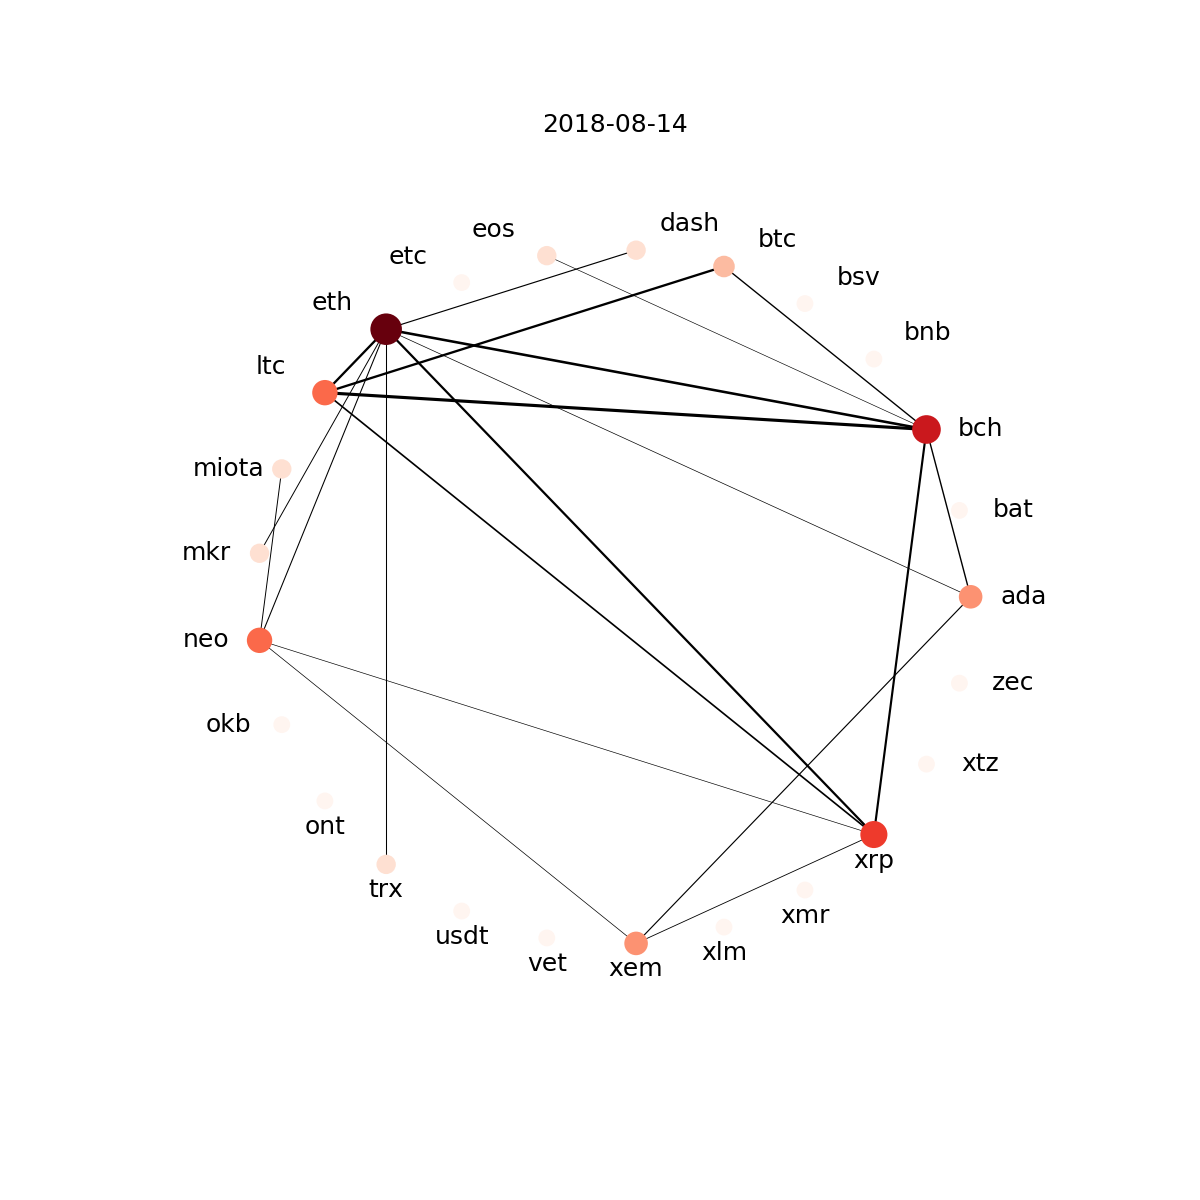 2018-08-14
dash
eos
btc
etc
bsv
eth
bnb
ltc
bch
miota
bat
mkr
ada
neo
zec
okb
xtz
ont
xrp
trx
xmr
usdt
xlm
vet
xem